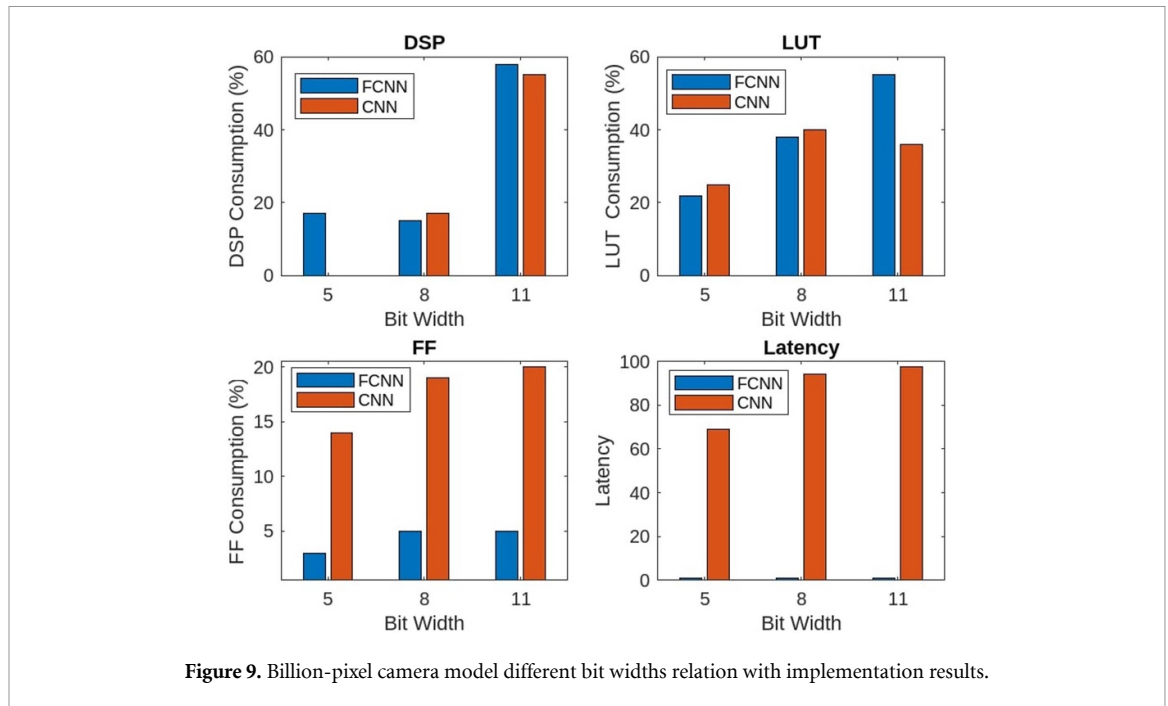 DSP
60
40
20
0
DSP Consumption (%)
FCNN
CNN
5 8 11
Bit Width
LUT
60
40
20
0
LUT Consumption (%)
FCNN
CNN
5 8 11
Bit Width
FF
20
15
10
5
FF Consumption (%)
FCNN
CNN
5 8 11
Bit Width
Latency
100
80
60
40
20
0
Latency
FCNN
CNN
5 8 11
Bit Width
Figure 9. Billion-pixel camera model different bit widths relation with implementation results.